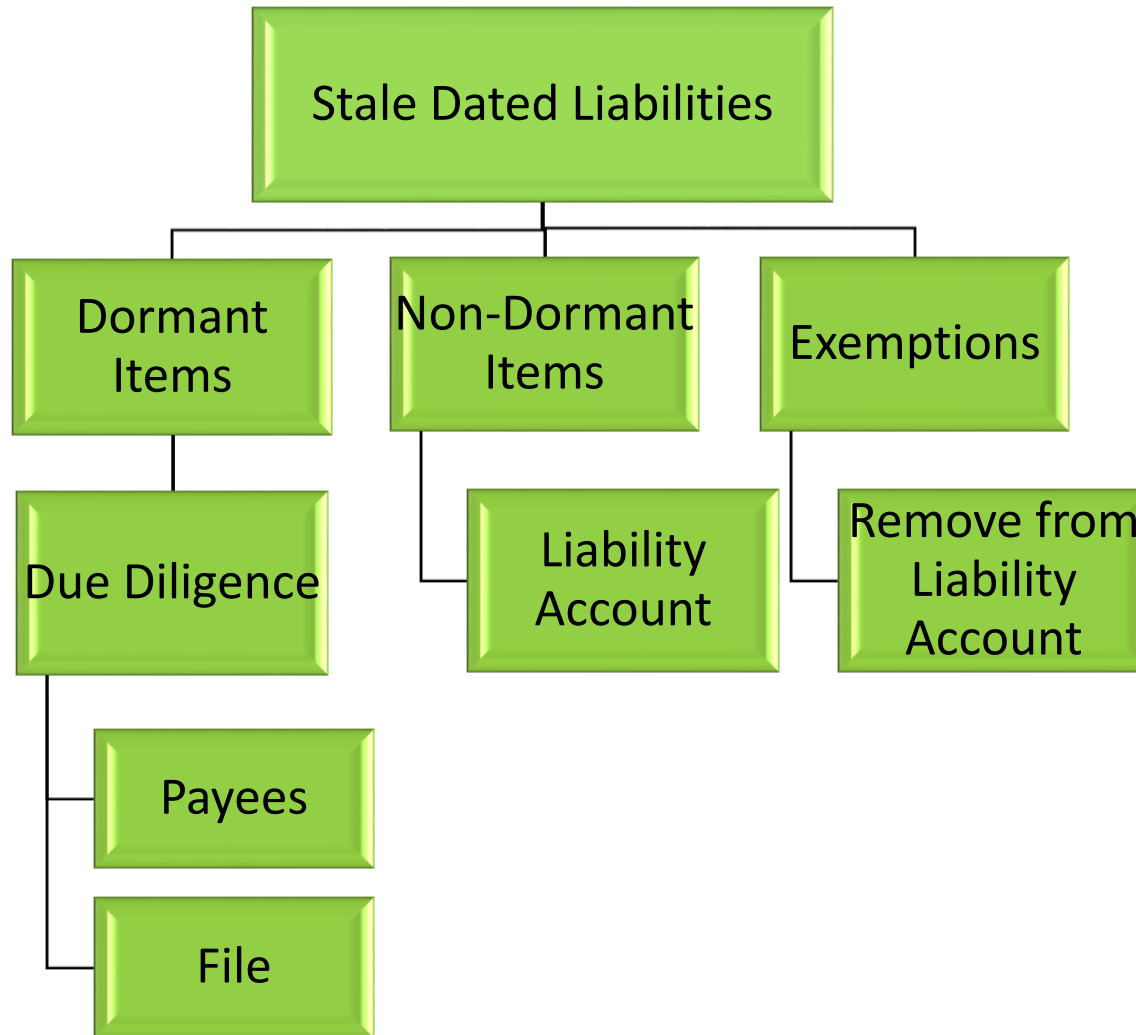 Stale Dated Liabilities
Dormant
Items
Non-Dormant
Items
Exemptions
Due Diligence
Liability
Account
Remove from
Liability
Account
Payees
File